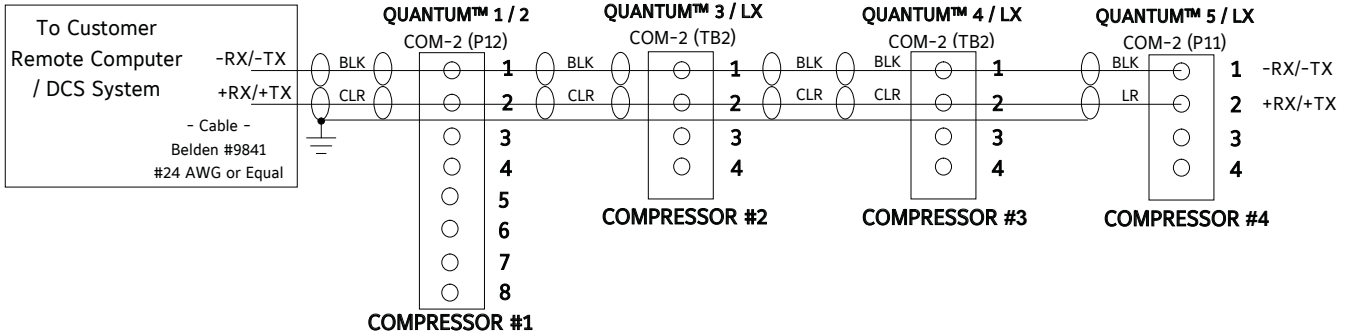 To Customer
Remote Computer
/ DCS System
-RX/-TX
+RX/+TX
- Cable -
Belden #9841
#24 AWG or Equal
QUANTUM™ 1 / 2
COM-2 (P12)
BLK
CLR
1
2
3
4
5
6
7
8
COMPRESSOR #1
QUANTUM™ 3 / LX
COM-2 (TB2)
BLK
CLR
1
2
3
4
COMPRESSOR #2
QUANTUM™ 4 / LX
COM-2 (TB2)
BLK
BLK
CLR
CLR
1
2
3
4
COMPRESSOR #3
QUANTUM™ 5 / LX
COM-2 (P11)
BLK
LR
1 -RX/-TX
2 +RX/+TX
3
4
COMPRESSOR #4